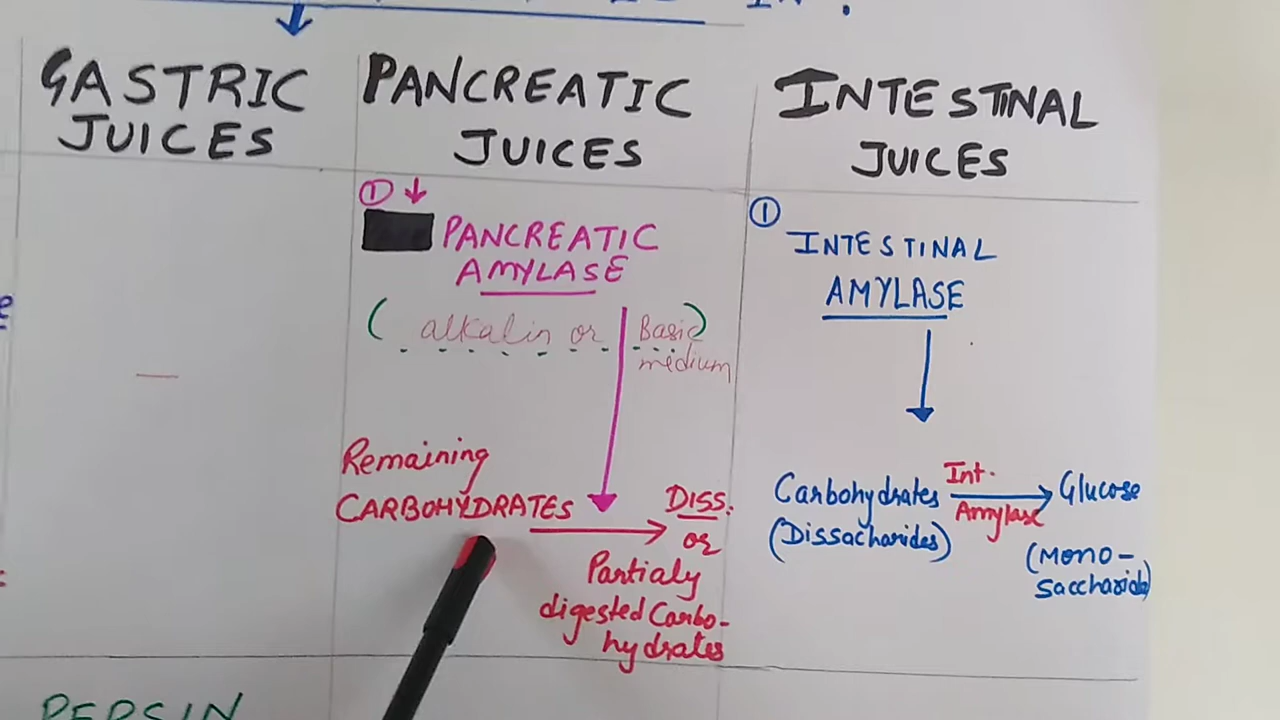 GASTRIC
JUICES
PANCREATIC
JUICES
INTESTINAL
JUICES
①
PANCREATIC
AMYLASE
(alkalin or Basic)
medium
Remaining
CARBOHYDRATES
DISS.
or
Partialy
digested Carbo-
hydrates
①
INTESTINAL
AMYLASE
Carbohydrates
(Dissacharides)
Int.
Amylase
Glucose
(Mono-
saccharide)
PEPSIN